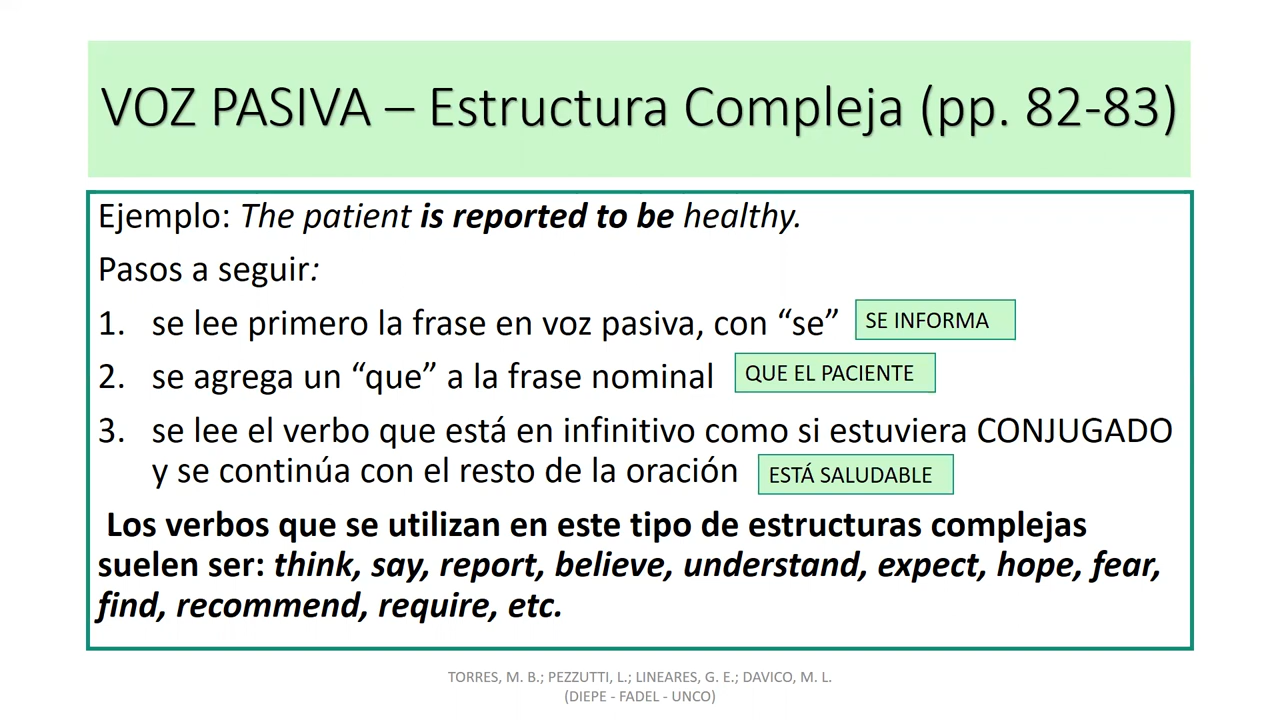 VOZ PASIVA – Estructura Compleja (pp. 82-83)
Ejemplo: The patient is reported to be healthy.
Pasos a seguir:
1. se lee primero la frase en voz pasiva, con “se” SE INFORMA
2. se agrega un “que” a la frase nominal QUE EL PACIENTE
3. se lee el verbo que está en infinitivo como si estuviera CONJUGADO
y se continúa con el resto de la oración ESTÁ SALUDABLE
Los verbos que se utilizan en este tipo de estructuras complejas
suelen ser: think, say, report, believe, understand, expect, hope, fear,
find, recommend, require, etc.
TORRES, M. B.; PEZZUTTI, L.; LINEARES, G. E.; DAVICO, M. L.
(DIEPE - FADEL - UNCO)